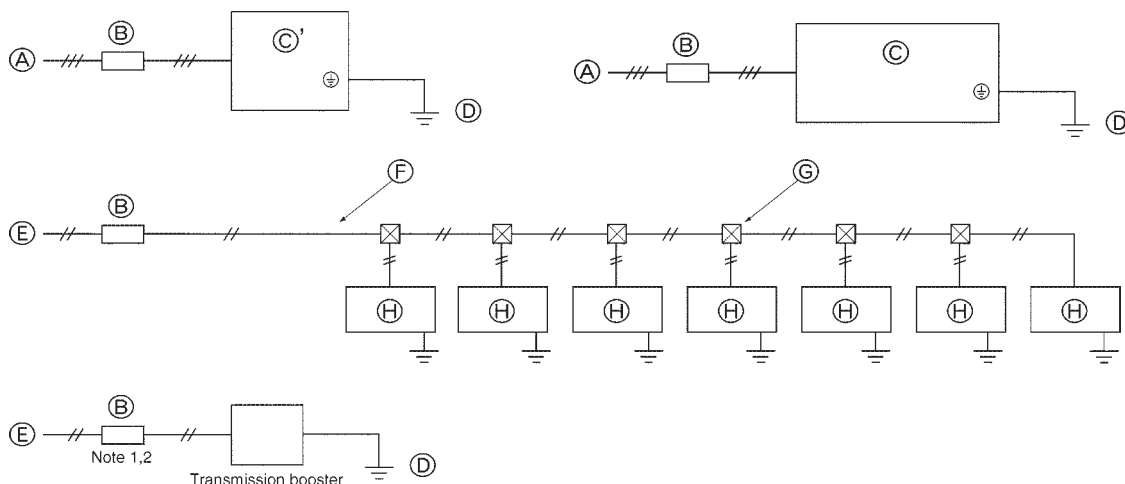 Ⓑ Ⓑ
Ⓐ Ⓒ' Ⓐ Ⓒ
Ⓓ Ⓓ
Ⓕ Ⓖ
Ⓑ
Ⓔ
Ⓗ Ⓗ Ⓗ Ⓗ Ⓗ Ⓗ Ⓗ
Ⓑ
Ⓔ Ⓓ
Note 1,2
Transmission booster